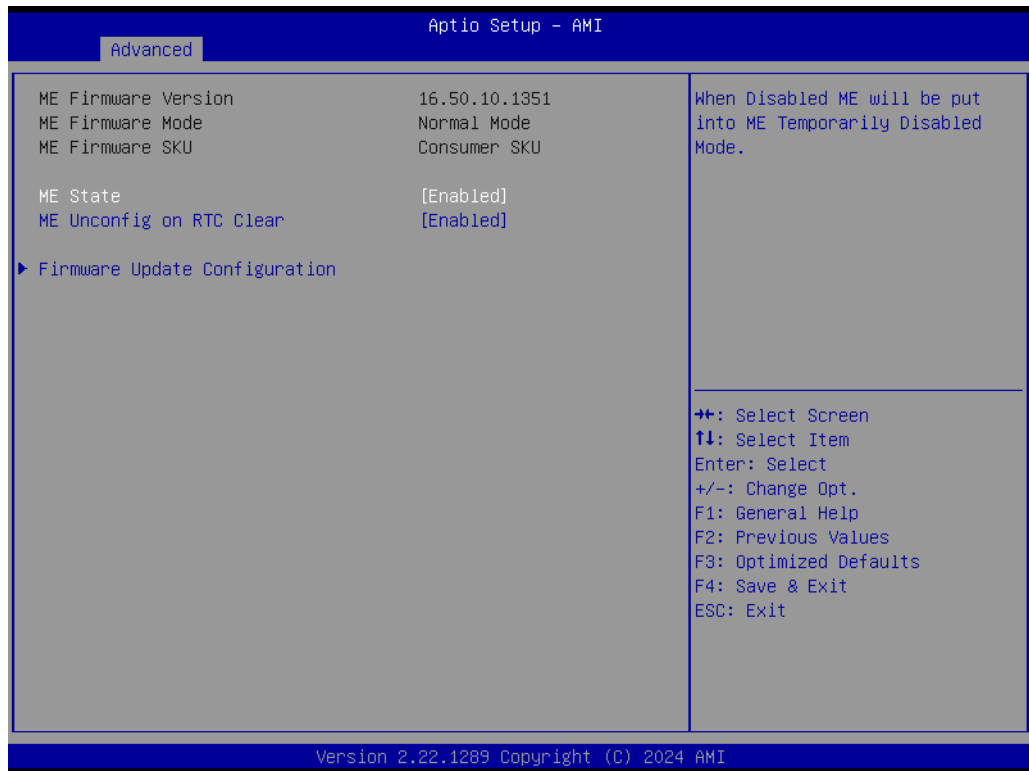 Aptio Setup - AMI
Advanced
ME Firmware Version 16.50.10.1351
ME Firmware Mode Normal Mode
ME Firmware SKU Consumer SKU
ME State [Enabled]
ME Unconfig on RTC Clear [Enabled]
▶ Firmware Update Configuration
When Disabled ME will be put
into ME Temporarily Disabled
Mode.
→←: Select Screen
↑↓: Select Item
Enter: Select
+/-: Change Opt.
F1: General Help
F2: Previous Values
F3: Optimized Defaults
F4: Save & Exit
ESC: Exit
Version 2.22.1289 Copyright (C) 2024 AMI